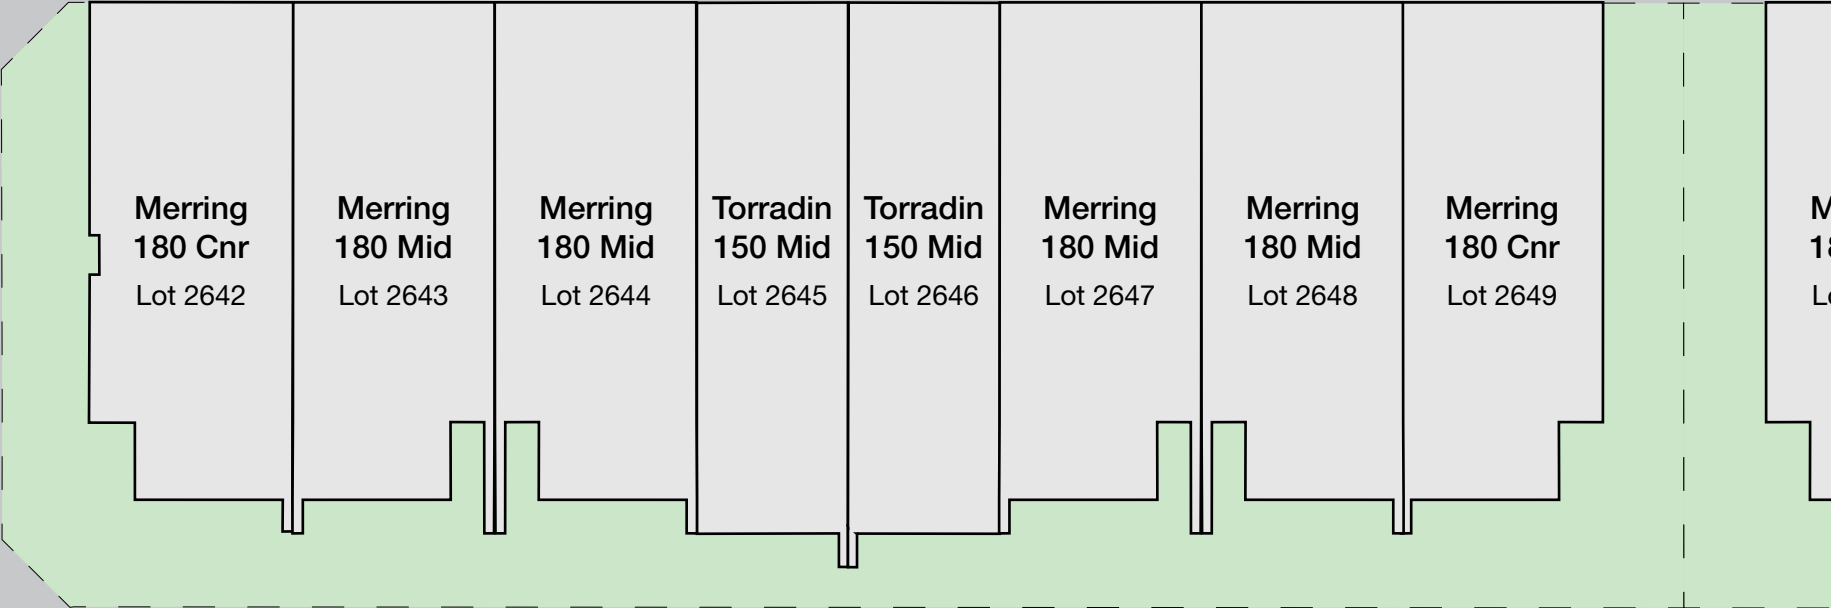 Merring
180 Cnr
Lot 2642
Merring
180 Mid
Lot 2643
Merring
180 Mid
Lot 2644
Torradin
150 Mid
Lot 2645
Torradin
150 Mid
Lot 2646
Merring
180 Mid
Lot 2647
Merring
180 Mid
Lot 2648
Merring
180 Cnr
Lot 2649